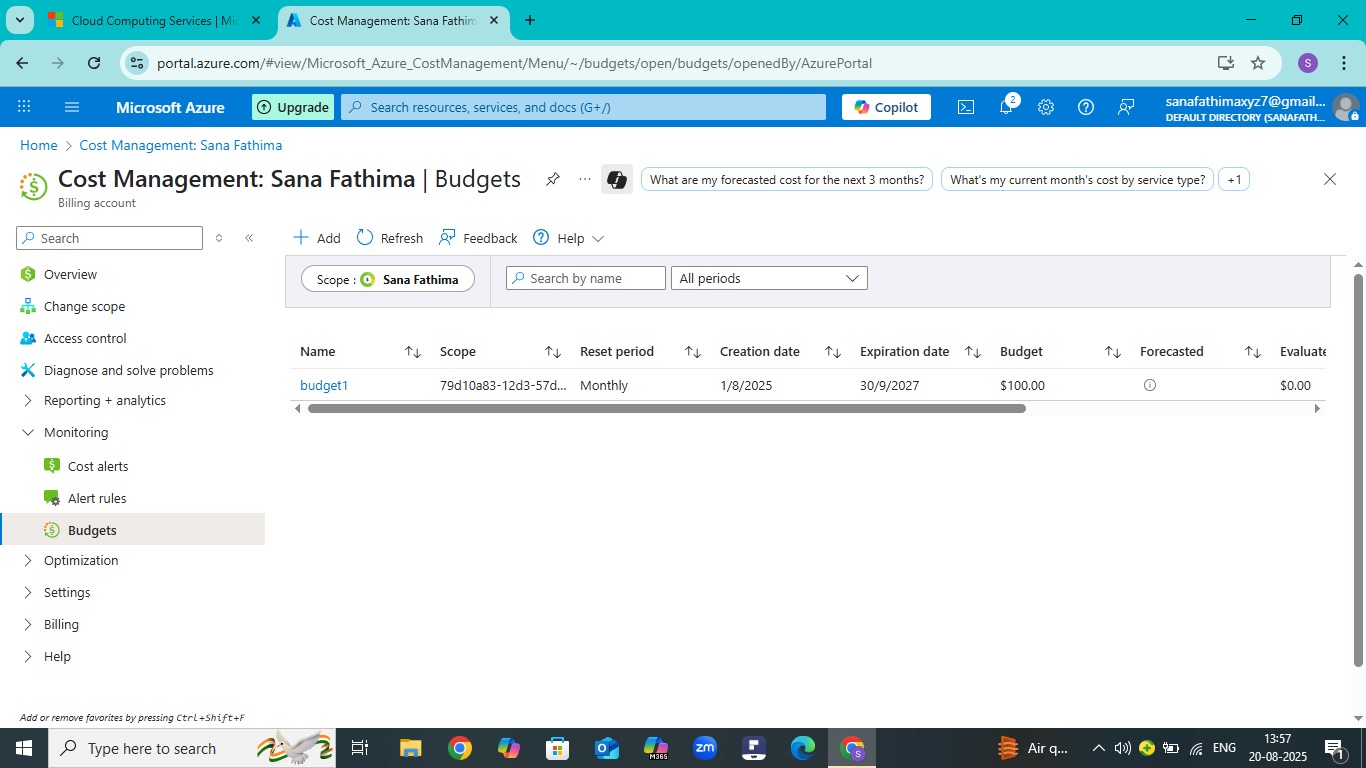 Cloud Computing Services | Mi
Cost Management: Sana Fathim
portal.azure.com/#view/Microsoft_Azure_CostManagement/Menu/~/budgets/open/budgets/openedBy/AzurePortal
S
Microsoft Azure
Upgrade
Search resources, services, and docs (G+/)
Copilot
2
sanafathimaxyz7@gmail...
DEFAULT DIRECTORY (SANAFATH...
Home > Cost Management: Sana Fathima
Cost Management: Sana Fathima | Budgets
...
What are my forecasted cost for the next 3 months?
What's my current month's cost by service type?
+1
Billing account
Search
Add
Refresh
Feedback
Help
Overview
Change scope
Access control
Diagnose and solve problems
Reporting + analytics
Monitoring
Cost alerts
Alert rules
Budgets
Optimization
Settings
Billing
Help
Add or remove favorites by pressing Ctrl+Shift+F
Scope : Sana Fathima
Search by name
All periods
Name Scope Reset period Creation date Expiration date Budget Forecasted Evaluate
budget1 79d10a83-12d3-57d... Monthly 1/8/2025 30/9/2027 $100.00 $0.00
Type here to search
M365
zm
S
Air q...
ENG
13:57
20-08-2025
1